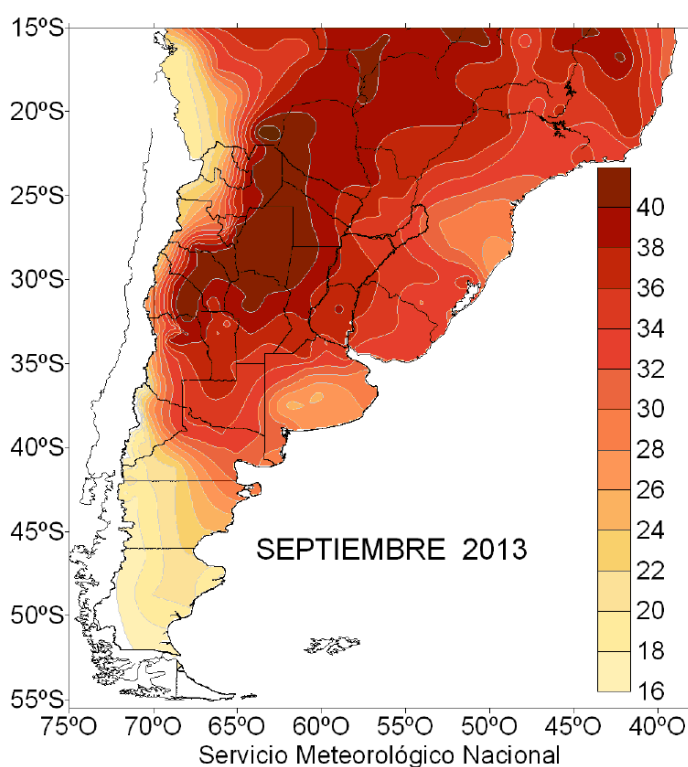 15ºS
20ºS
25ºS
30ºS
35ºS
40ºS
45ºS
50ºS
55ºS
40
38
36
34
32
30
28
26
24
22
20
18
16
SEPTIEMBRE 2013
75ºO 70ºO 65ºO 60ºO 55ºO 50ºO 45ºO 40ºO
Servicio Meteorológico Nacional